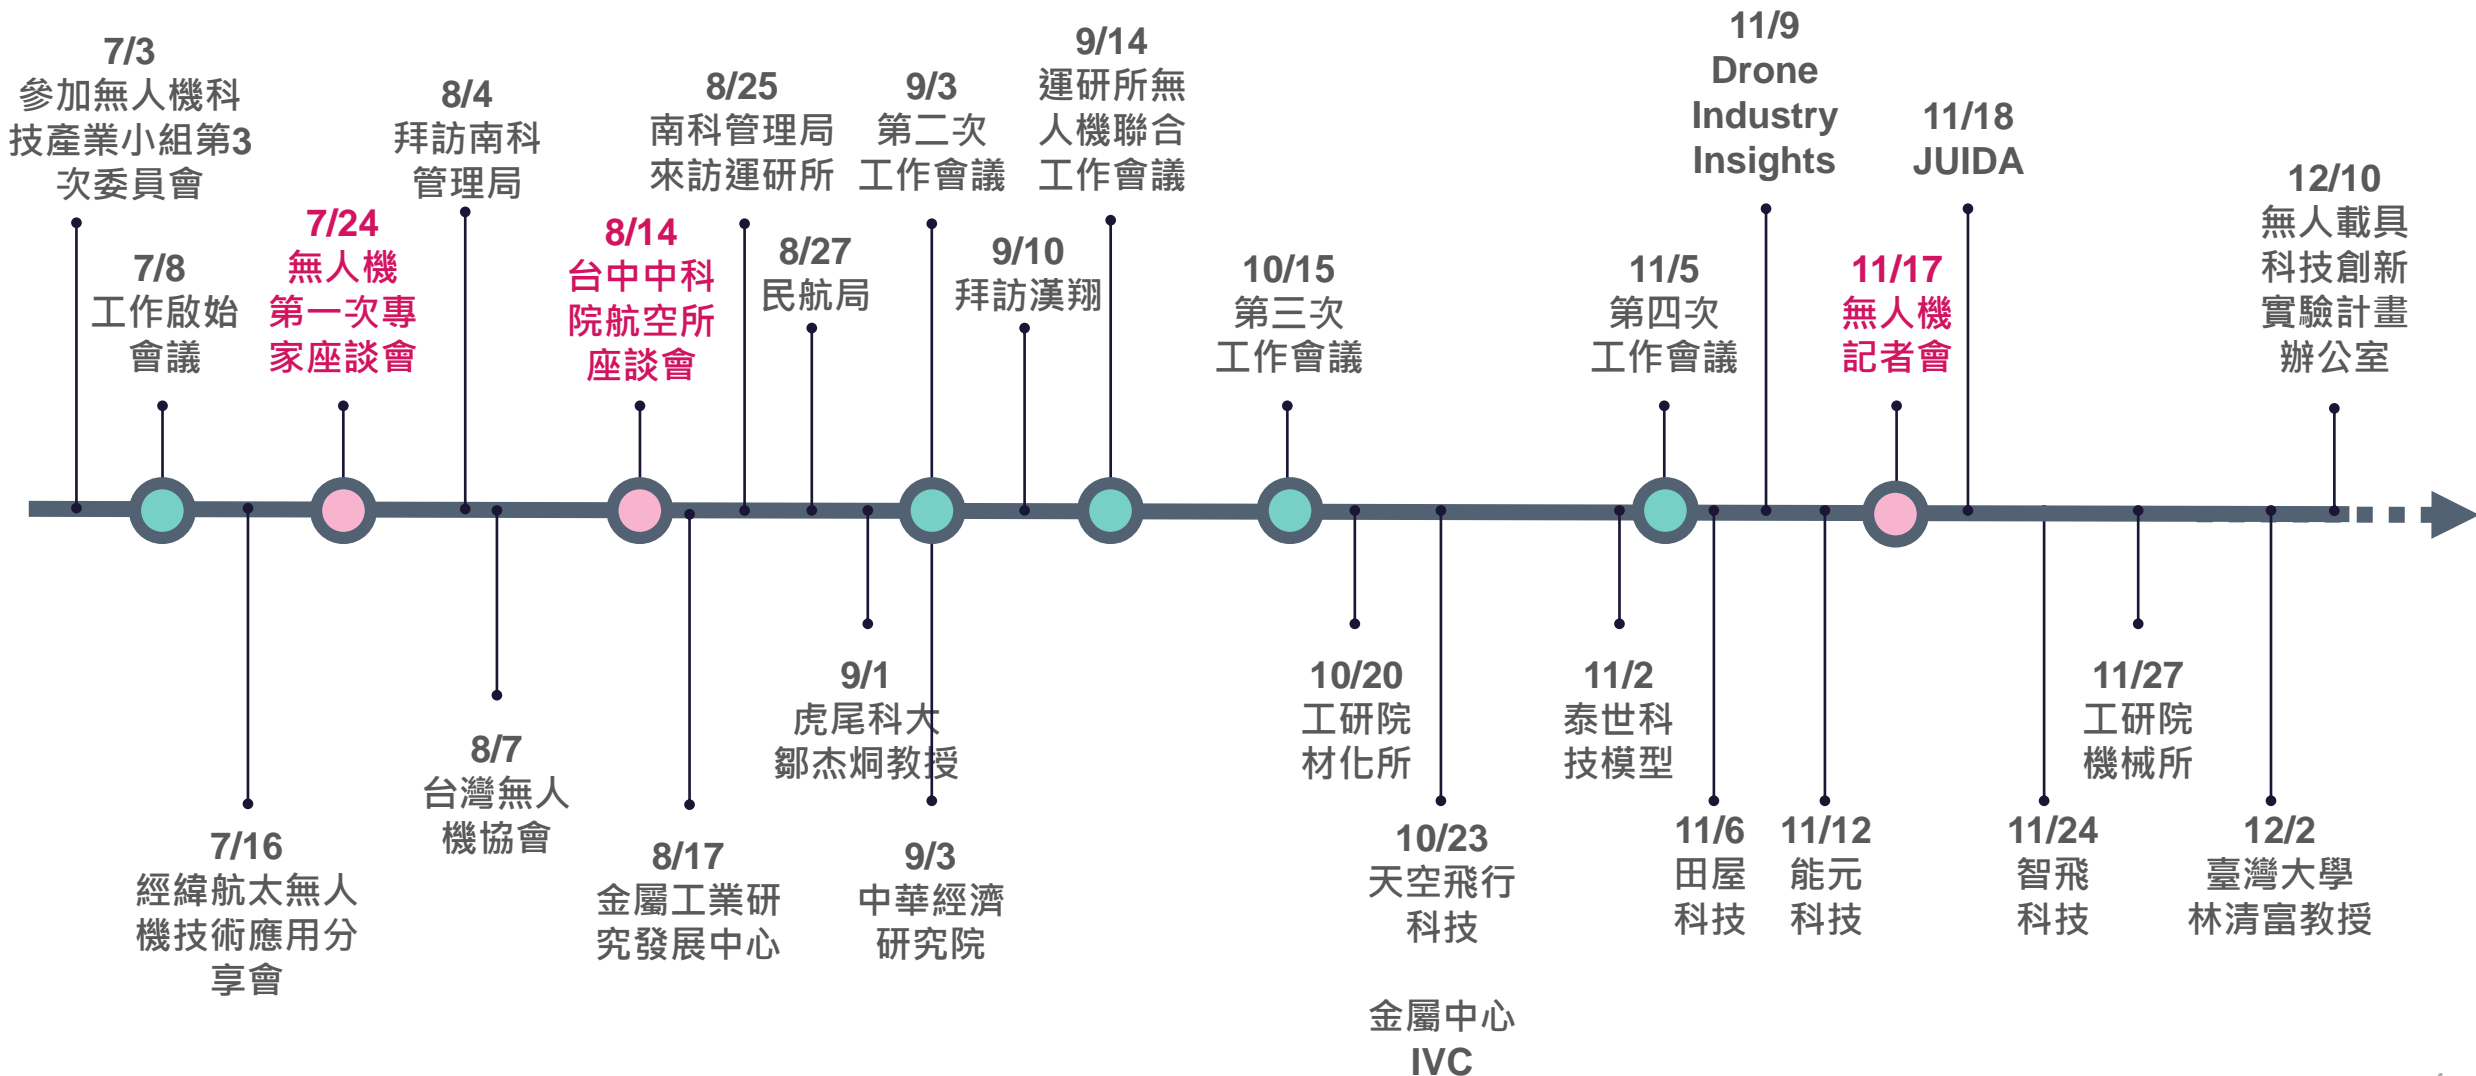 7/3
參加無人機科
技產業小組第3
次委員會
7/8
工作啟始
會議
7/24
無人機
第一次專
家座談會
8/4
拜訪南科
管理局
8/14
台中中科
院航空所
座談會
8/25
南科管理局
來訪運研所
8/27
民航局
9/3
第二次
工作會議
9/10
拜訪漢翔
9/14
運研所無
人機聯合
工作會議
10/15
第三次
工作會議
11/5
第四次
工作會議
11/9
Drone
Industry
Insights
11/17
無人機
記者會
11/18
JUIDA
12/10
無人載具
科技創新
實驗計畫
辦公室
7/16
經緯航太無人
機技術應用分
享會
8/7
台灣無人
機協會
8/17
金屬工業研
究發展中心
9/1
虎尾科大
鄒杰烔教授
9/3
中華經濟
研究院
10/20
工研院
材化所
10/23
天空飛行
科技
金屬中心
IVC
11/2
泰世科
技模型
11/6
田屋
科技
11/12
能元
科技
11/24
智飛
科技
11/27
工研院
機械所
12/2
臺灣大學
林清富教授